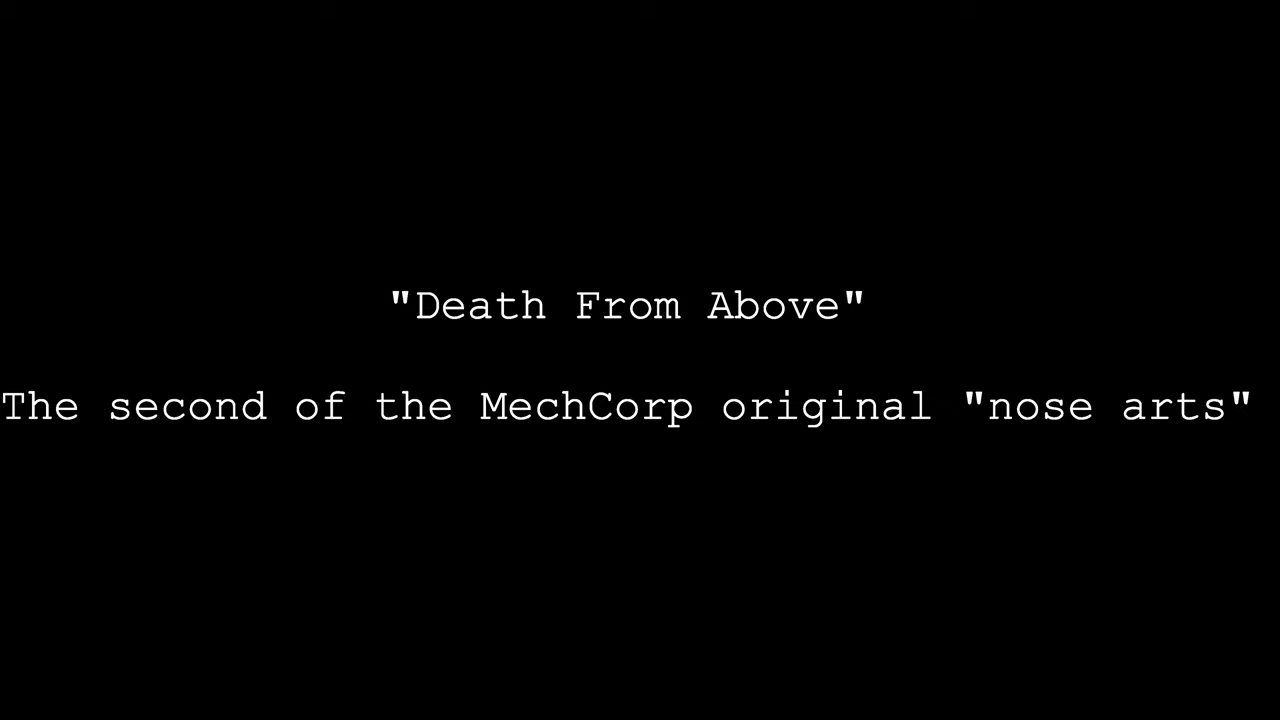 "Death From Above"
The second of the MechCorp original "nose arts"